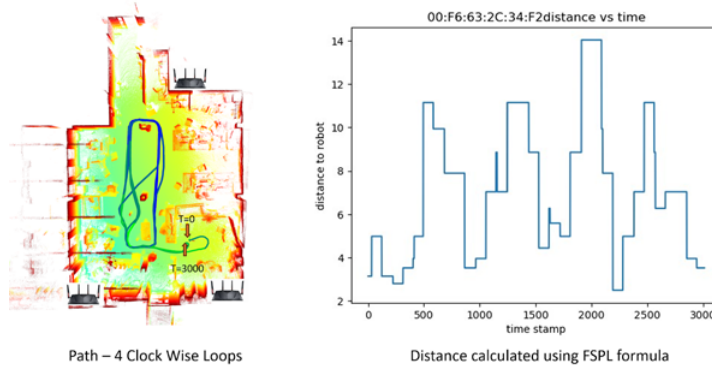 00:F6:63:2C:34:F2distance vs time
14
12
10
8
6
4
2
distance to robot
0
500
1000
1500
2000
2500
3000
time stamp
T=0
T=3000
Path – 4 Clock Wise Loops
Distance calculated using FSPL formula